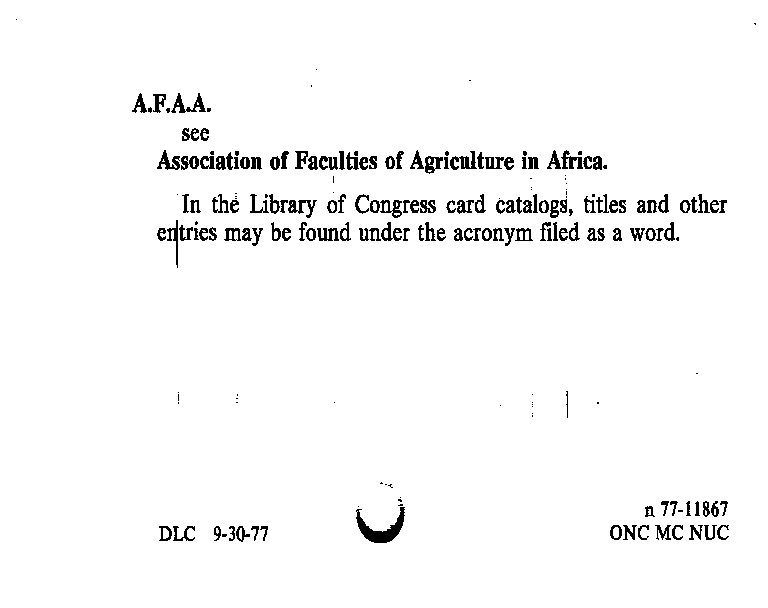 A.F.A.A.
see
Association of Faculties of Agriculture in Africa.
In the Library of Congress card catalogs, titles and other
entries may be found under the acronym filed as a word.
n 77-11867
DLC 9-30-77 ONC MC NUC